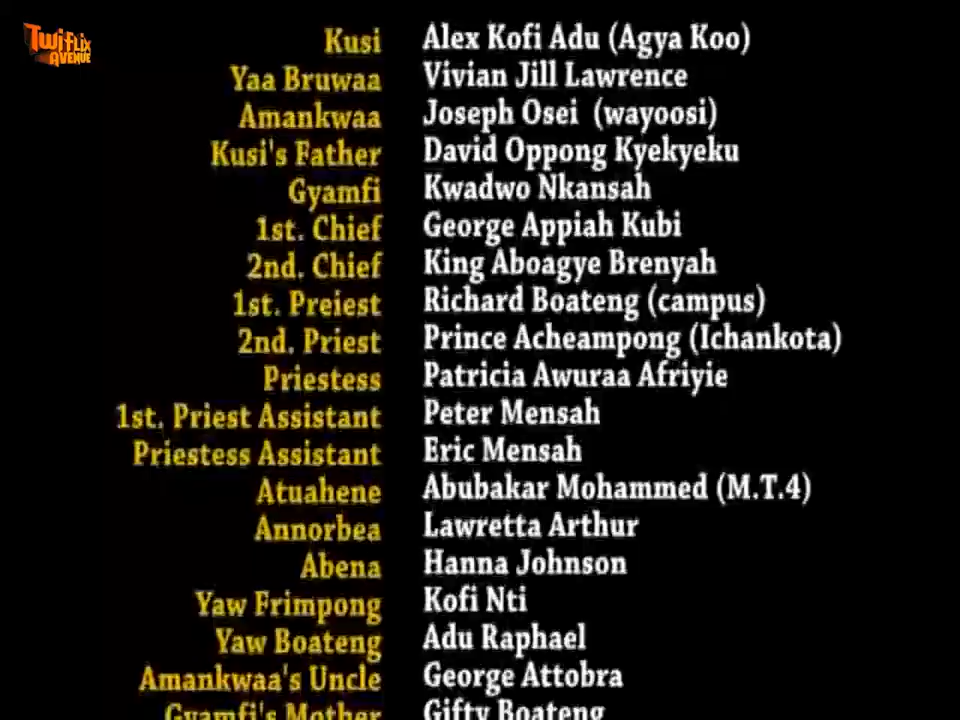 Twiflix
Avenue
Kusi Alex Kofi Adu (Agya Koo)
Yaa Bruwaa Vivian Jill Lawrence
Amankwaa Joseph Osei (wayoosi)
Kusi's Father David Oppong Kyekyeku
Gyamfi Kwadwo Nkansah
1st. Chief George Appiah Kubi
2nd. Chief King Aboagye Brenyah
1st. Preiest Richard Boateng (campus)
2nd. Priest Prince Acheampong (Ichankota)
Priestess Patricia Awuraa Afriyie
1st. Priest Assistant Peter Mensah
Priestess Assistant Eric Mensah
Atuahene Abubakar Mohammed (M.T.4)
Annorbea Lawretta Arthur
Abena Hanna Johnson
Yaw Frimpong Kofi Nti
Yaw Boateng Adu Raphael
Amankwaa's Uncle George Attobra
Gyamfi's Mother Gifty Boateng